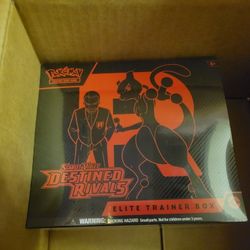 POKÉMON
DESTINED
RIVALS
ELITE TRAINER BOX
WARNING:
CHOKING HAZARD - Small parts. Not for children under 3 years.